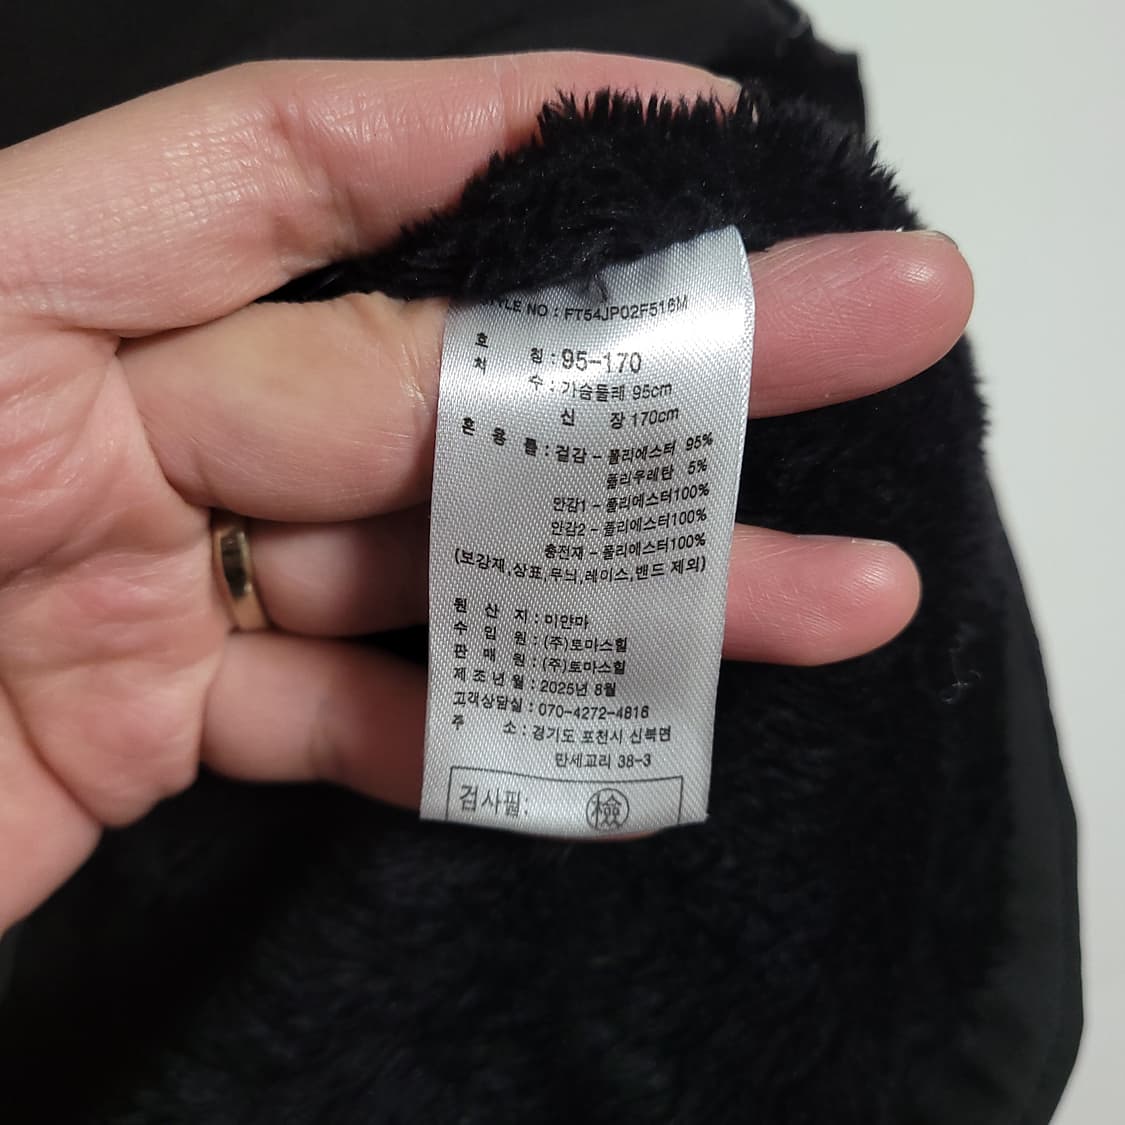 STYLE NO : FT54JP02F516M
호 칭 : 95-170
치 수 : 가슴둘레 95cm
신 장 170cm
혼 용 률 : 겉감 - 폴리에스터 95%
폴리우레탄 5%
안감1 - 폴리에스터100%
안감2 - 폴리에스터100%
충전재 - 폴리에스터100%
(보강재,상표,무늬,레이스,밴드 제외)
원 산 지 : 미얀마
수 입 원 : (주)토마스힐
판 매 원 : (주)토마스힐
제 조 년 월 : 2025년 8월
고객상담실 : 070-4272-4816
주 소 : 경기도 포천시 신북면
만세교리 38-3
검사필: 檢